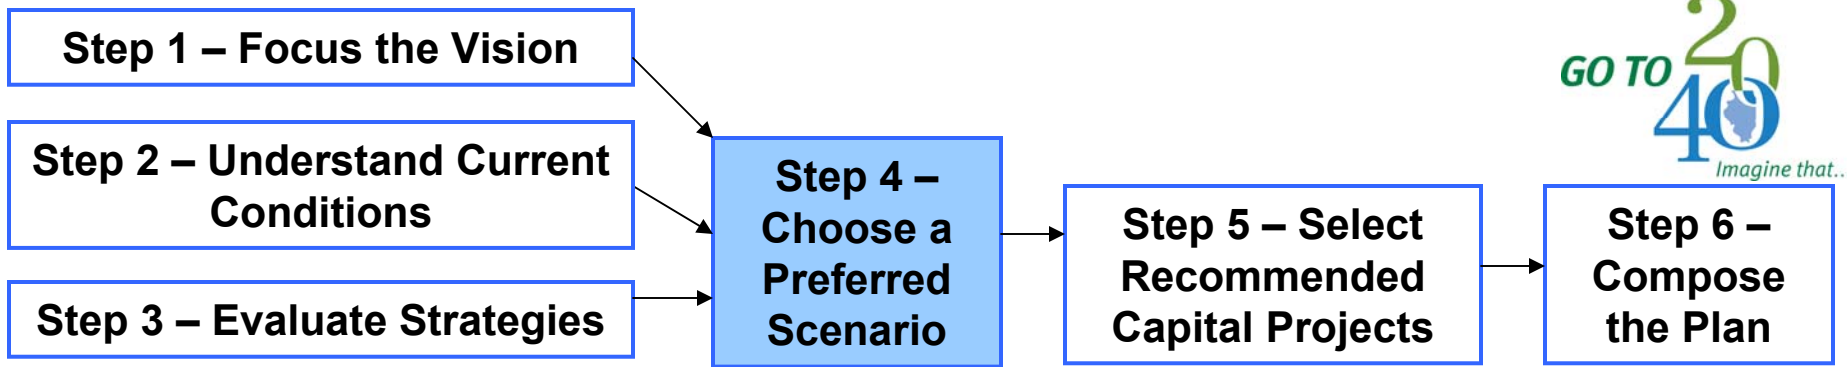 Step 1 – Focus the Vision
Step 2 – Understand Current
Conditions
Step 3 – Evaluate Strategies
Step 4 –
Choose a
Preferred
Scenario
Step 5 – Select
Recommended
Capital Projects
Step 6 –
Compose
the Plan
GO TO 20
40
Imagine that..